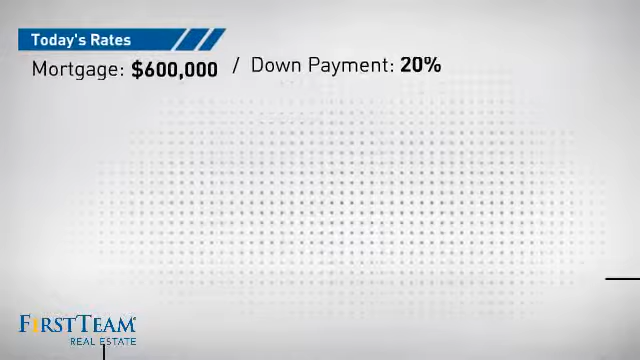 Today's Rates
Mortgage: $600,000 / Down Payment: 20%
FIRSTTEAM®
REAL ESTATE